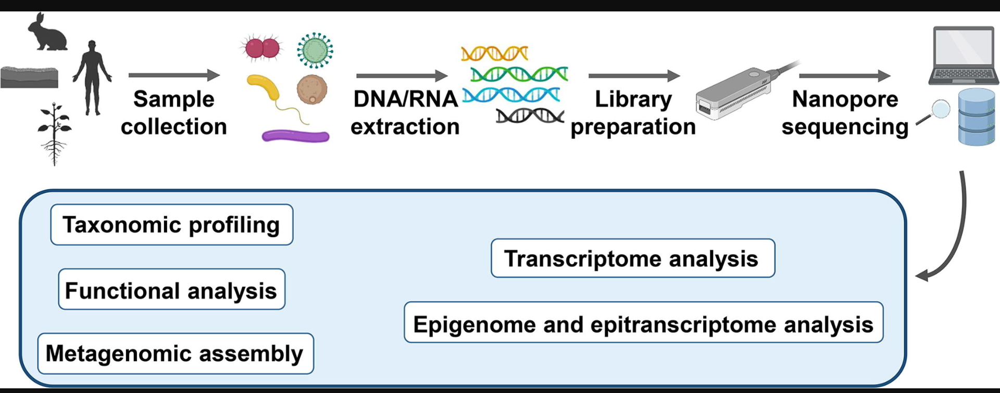 Sample
collection
DNA/RNA
extraction
Library
preparation
Nanopore
sequencing
Taxonomic profiling
Functional analysis
Metagenomic assembly
Transcriptome analysis
Epigenome and epitranscriptome analysis